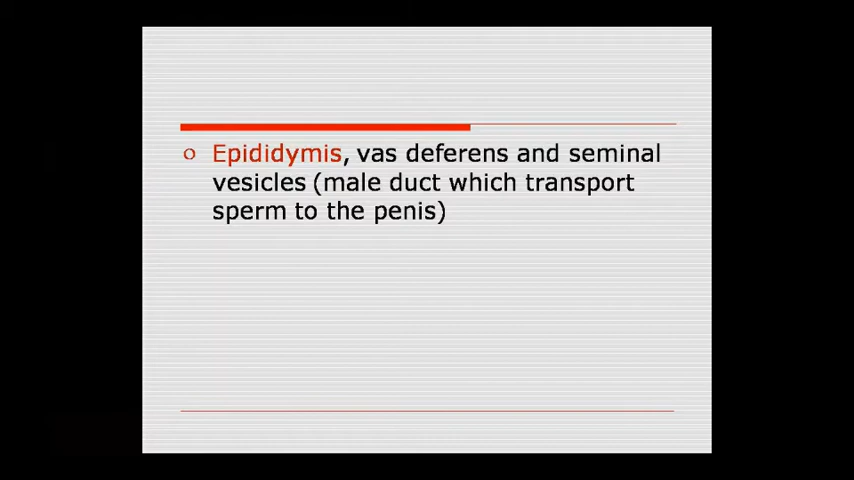 o Epididymis, vas deferens and seminal
vesicles (male duct which transport
sperm to the penis)